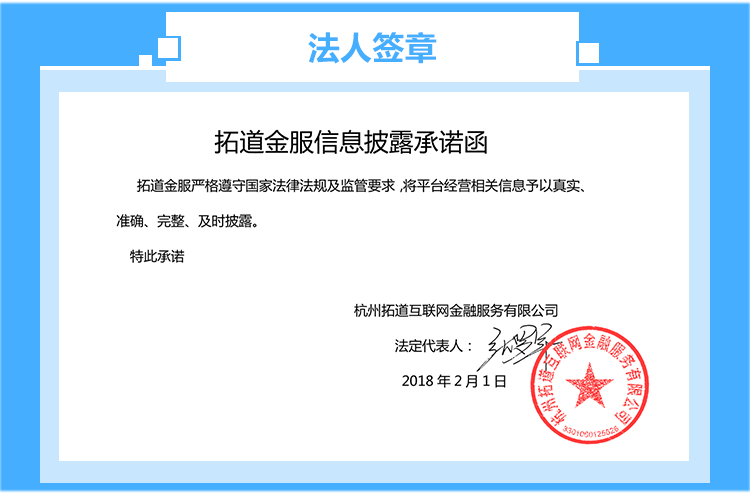 法人签章
拓道金服信息披露承诺函
拓道金服严格遵守国家法律法规及监管要求，将平台经营相关信息予以真实、
准确、完整、及时披露。
特此承诺
杭州拓道互联网金融服务有限公司
法定代表人：
2018 年 2 月 1 日
杭州拓道互联网金融服务有限公司